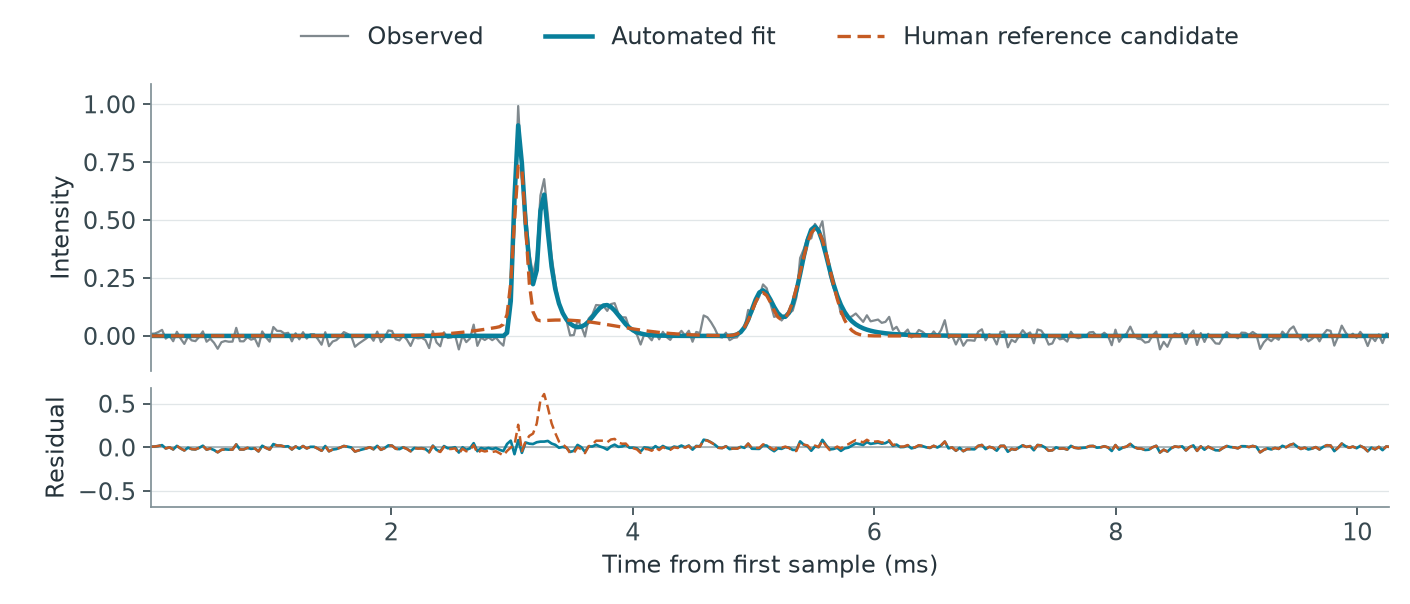 Observed Automated fit Human reference candidate
1.00
0.75
0.50
0.25
0.00
Intensity
0.5
0.0
−0.5
Residual
2 4 6 8 10
Time from first sample (ms)